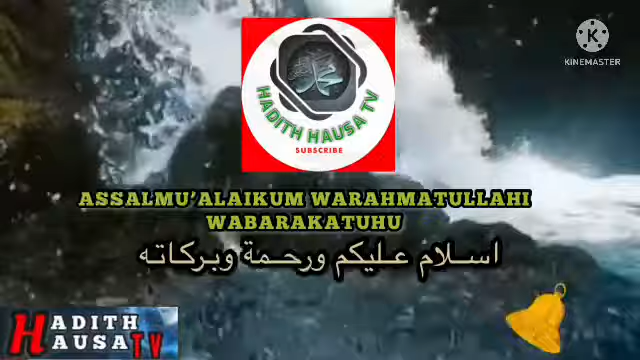 KINEMASTER
HADITH HAUSA TV
SUBSCRIBE
ASSALMU'ALAIKUM WARAHMATULLAHI
WABARAKATUHU
اسلام عليكم ورحمة وبركاته
HADITH
HAUSA TV